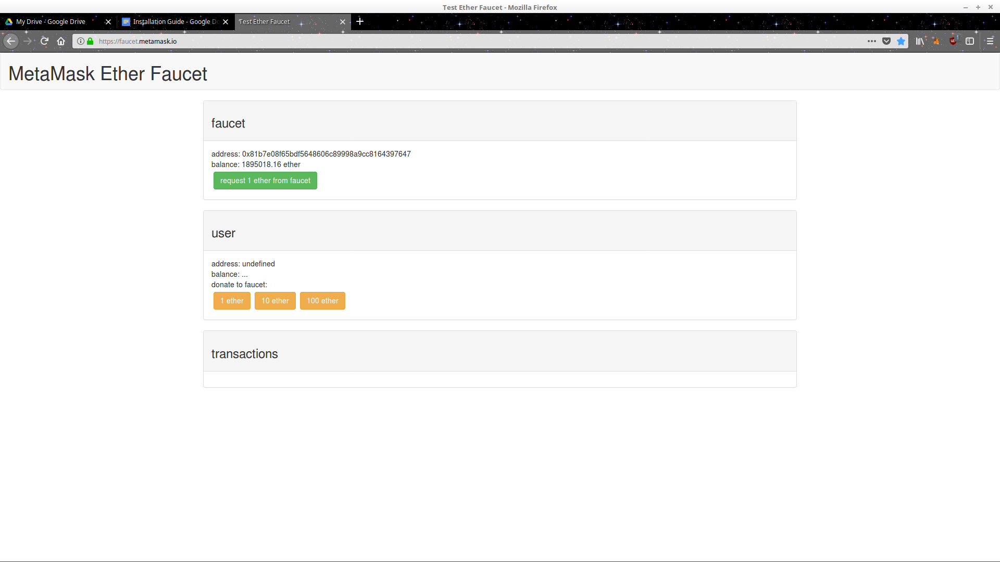 Test Ether Faucet - Mozilla Firefox
My Drive - Google Drive
Installation Guide - Google Do
Test Ether Faucet
https://faucet.metamask.io
1
MetaMask Ether Faucet
faucet
address: 0x81b7e08f65bdf5648606c89998a9cc8164397647
balance: 1895018.16 ether
request 1 ether from faucet
user
address: undefined
balance: ...
donate to faucet:
1 ether 10 ether 100 ether
transactions